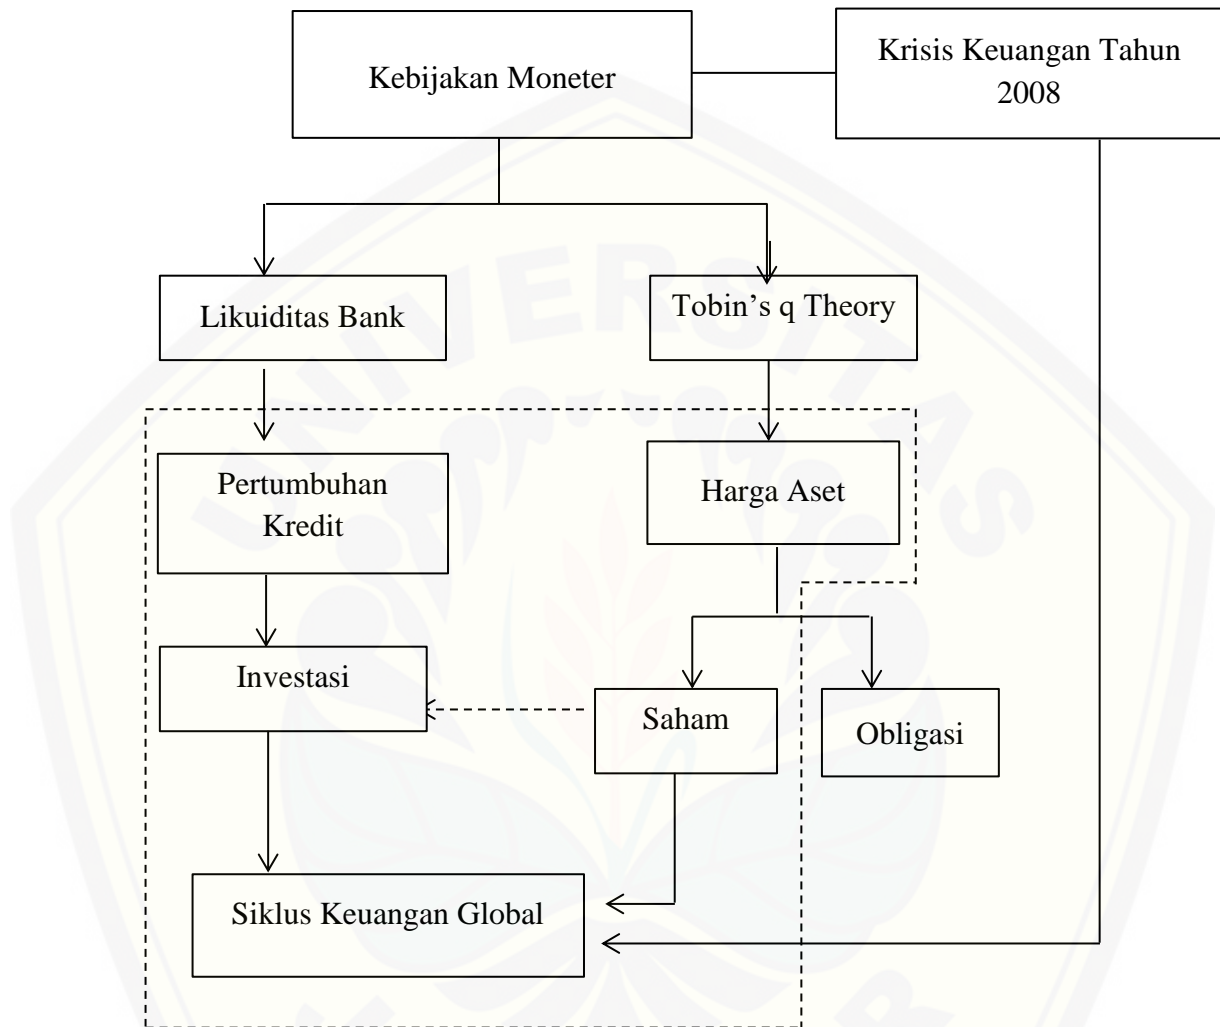 Kebijakan Moneter
Krisis Keuangan Tahun
2008
Likuiditas Bank
Tobin’s q Theory
UNIVERSITAS
Pertumbuhan
Kredit
Harga Aset
Investasi
Saham
Obligasi
Siklus Keuangan Global